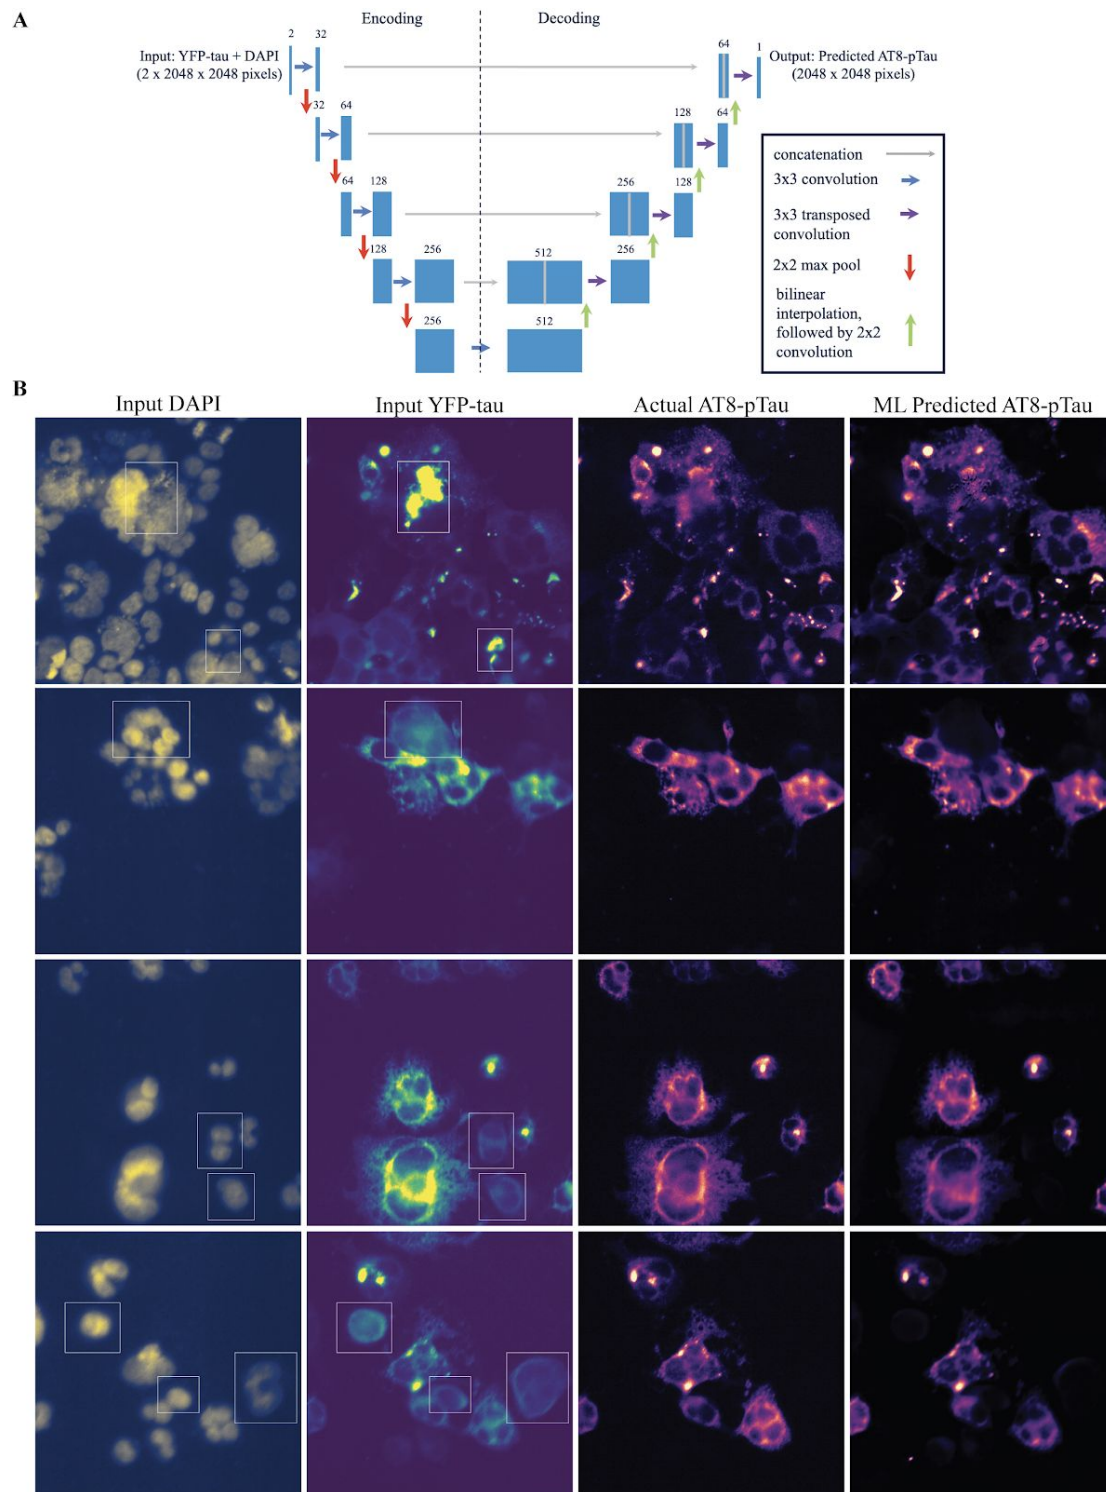 A
Encoding
Decoding
Input: YFP-tau + DAPI
(2 x 2048 x 2048 pixels)
2
32
64
1
Output: Predicted AT8-pTau
(2048 x 2048 pixels)
32
64
128
64
64
128
256
128
128
256
512
256
256
512
concatenation
3x3 convolution
3x3 transposed
convolution
2x2 max pool
bilinear
interpolation,
followed by 2x2
convolution
B
Input DAPI
Input YFP-tau
Actual AT8-pTau
ML Predicted AT8-pTau